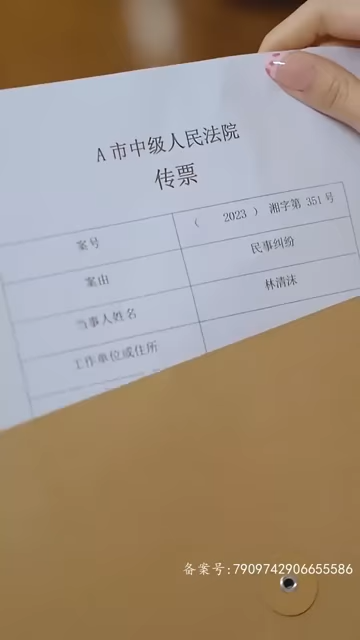 A市中级人民法院
传票
案号 ( 2023 ) 湘字第 351 号
案由 民事纠纷
当事人姓名 林清沫
工作单位或住所
备案号:7909742906655586